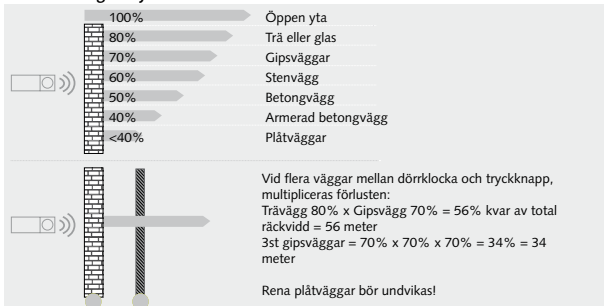 100% Öppen yta
80% Trä eller glas
70% Gipsväggar
60% Stenvägg
50% Betongvägg
40% Armerad betongvägg
<40% Plåtväggar
Vid flera väggar mellan dörrklocka och tryckknapp,
multipliceras förlusten:
Trävägg 80% x Gipsvägg 70% = 56% kvar av total
räckvidd = 56 meter
3st gipsväggar = 70% x 70% x 70% = 34% = 34
meter
Rena plåtväggar bör undvikas!